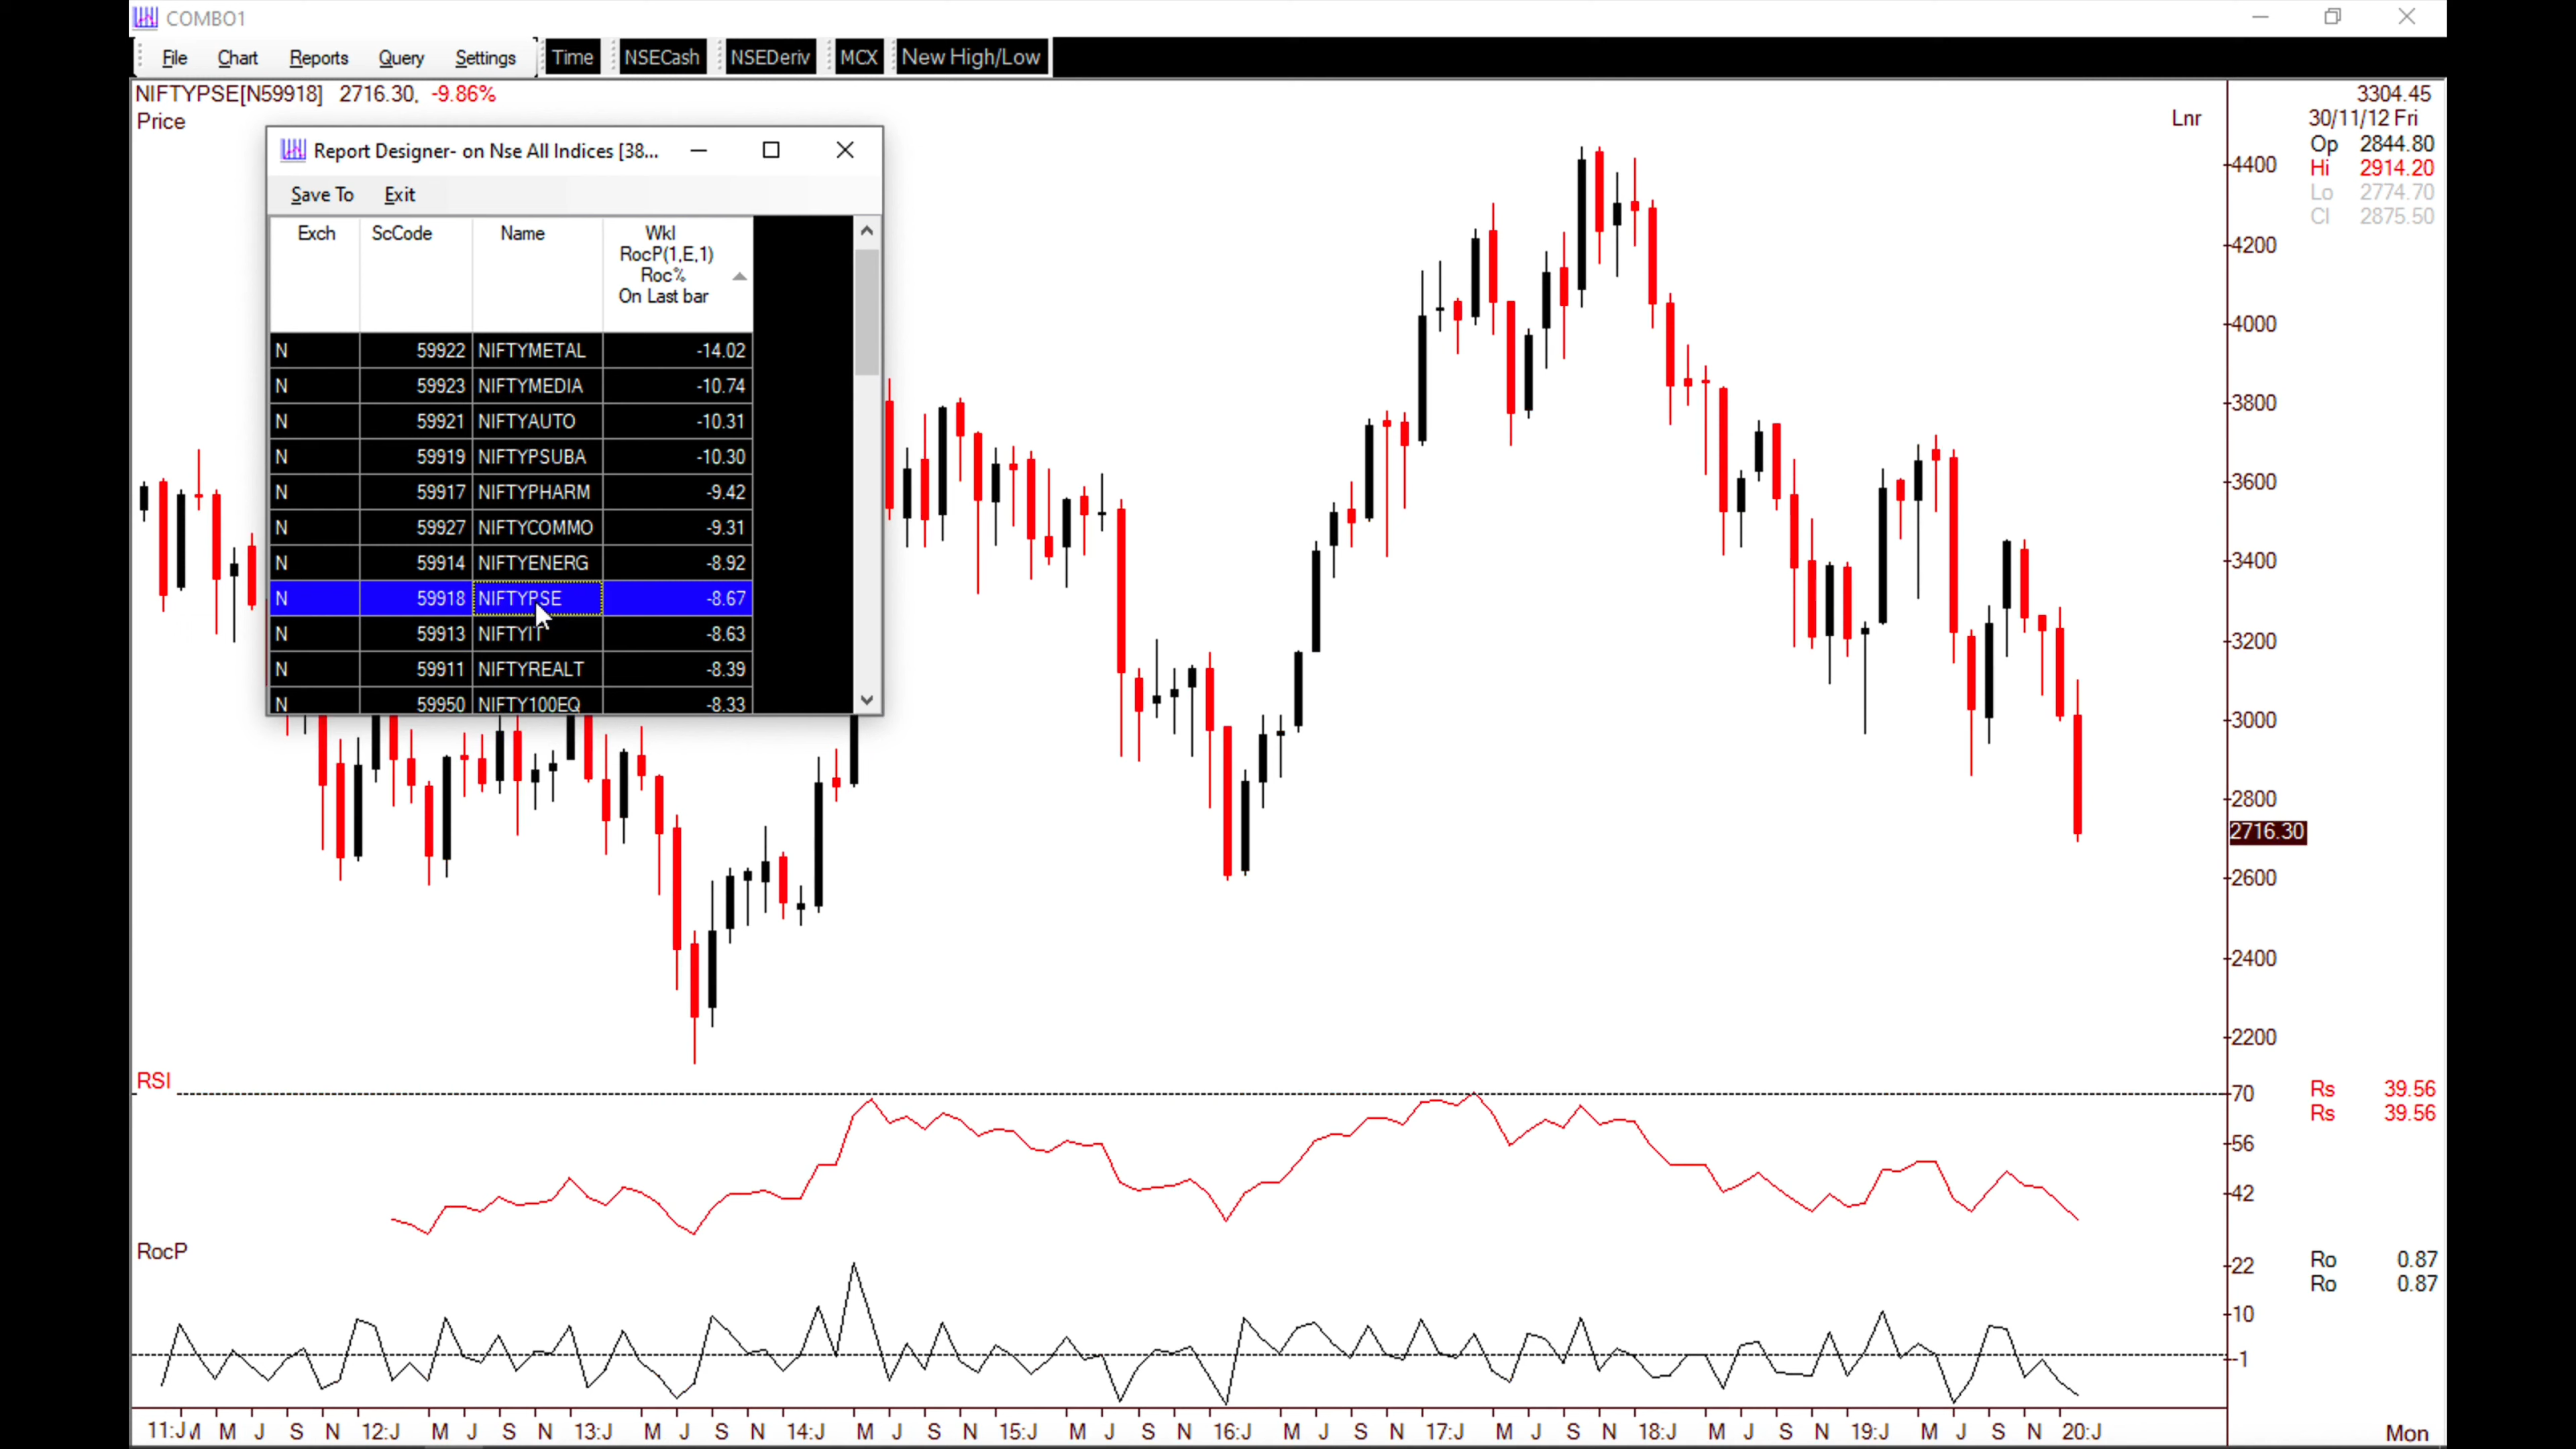 COMBO1
File Chart Reports Query Settings Time NSECash NSEDeriv MCX New High/Low
NIFTYPSE[N59918] 2716.30, -9.86%
Price
Lnr
3304.45
30/11/12 Fri
Op 2844.80
Hi 2914.20
Lo 2774.70
Cl 2875.50
Report Designer- on Nse All Indices [38...
Save To Exit
Exch ScCode Name Wkl RocP(1,E,1) Roc% On Last bar
N 59922 NIFTYMETAL -14.02
N 59923 NIFTYMEDIA -10.74
N 59921 NIFTYAUTO -10.31
N 59919 NIFTYPSUBA -10.30
N 59917 NIFTYPHARM -9.42
N 59927 NIFTYCOMMO -9.31
N 59914 NIFTYENERG -8.92
N 59918 NIFTYPSE -8.67
N 59913 NIFTYIT -8.63
N 59911 NIFTYREALT -8.39
N 59950 NIFTY100EQ -8.33
4400
4200
4000
3800
3600
3400
3200
3000
2800
2716.30
2600
2400
2200
RSI
70
56
42
Rs 39.56
Rs 39.56
RocP
22
10
-1
Ro 0.87
Ro 0.87
11:J M M J S N 12:J M J S N 13:J M J S N 14:J M J S N 15:J M J S N 16:J M J S N 17:J M J S N 18:J M J S N 19:J M J S N 20:J Mon